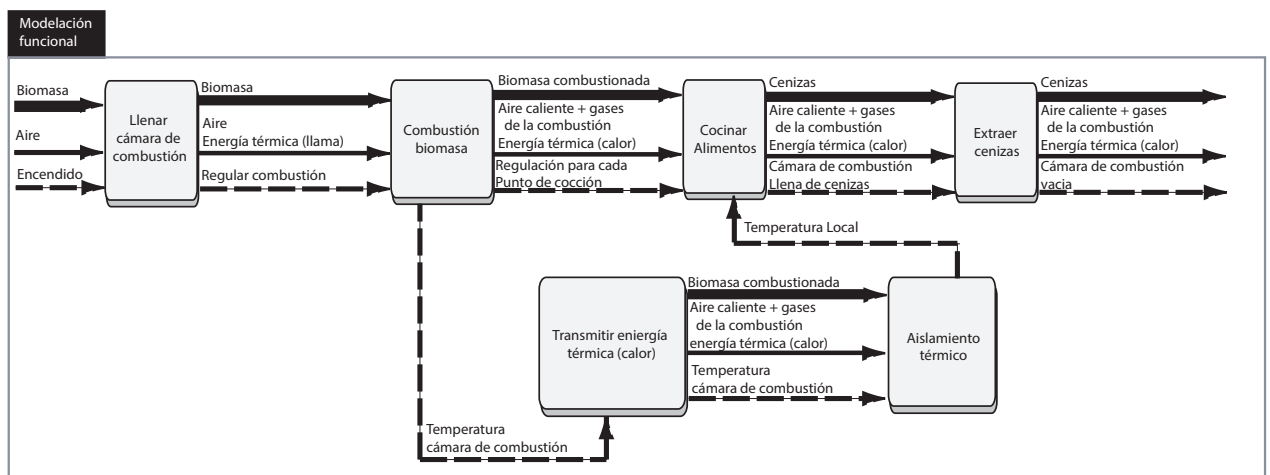 Modelación
funcional
Biomasa
Aire
Encendido
Llenar
cámara de
combustión
Biomasa
Aire
Energía térmica (llama)
Regular combustión
Combustión
biomasa
Biomasa combustionada
Aire caliente + gases
de la combustión
Energía térmica (calor)
Regulación para cada
Punto de cocción
Cocinar
Alimentos
Cenizas
Aire caliente + gases
de la combustión
Energía térmica (calor)
Cámara de combustión
Llena de cenizas
Extraer
cenizas
Cenizas
Aire caliente + gases
de la combustión
Energía térmica (calor)
Cámara de combustión
vacia
Temperatura Local
Temperatura
cámara de combustión
Transmitir eniergía
térmica (calor)
Biomasa combustionada
Aire caliente + gases
de la combustión
energía térmica (calor)
Temperatura
cámara de combustión
Aislamiento
térmico